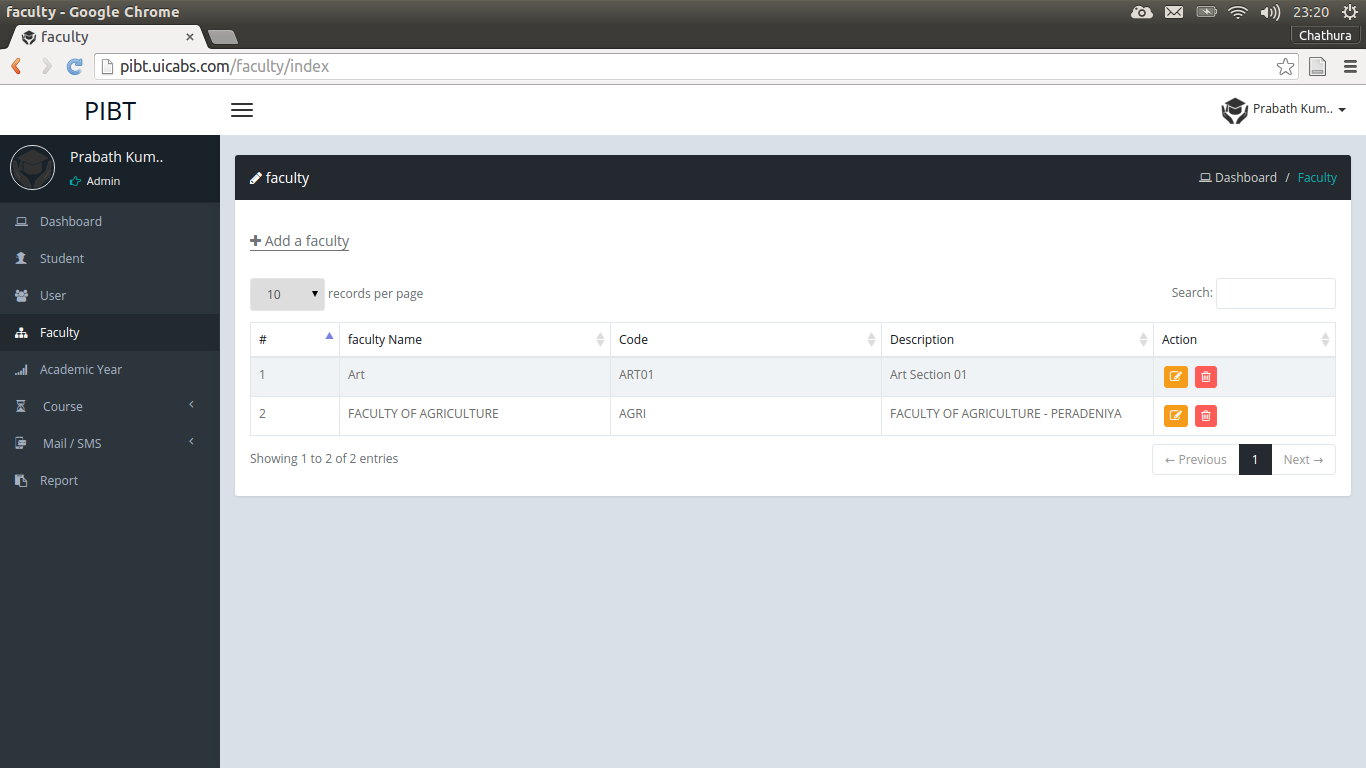 faculty - Google Chrome
23:20
faculty
Chathura
pibt.uicabs.com/faculty/index
PIBT
Prabath Kum..
Prabath Kum..
Admin
Dashboard
Student
User
Faculty
Academic Year
Course
Mail / SMS
Report
faculty
Dashboard / Faculty
Add a faculty
10 records per page
Search:
# faculty Name Code Description Action
1 Art ART01 Art Section 01
2 FACULTY OF AGRICULTURE AGRI FACULTY OF AGRICULTURE - PERADENIYA
Showing 1 to 2 of 2 entries
← Previous 1 Next →